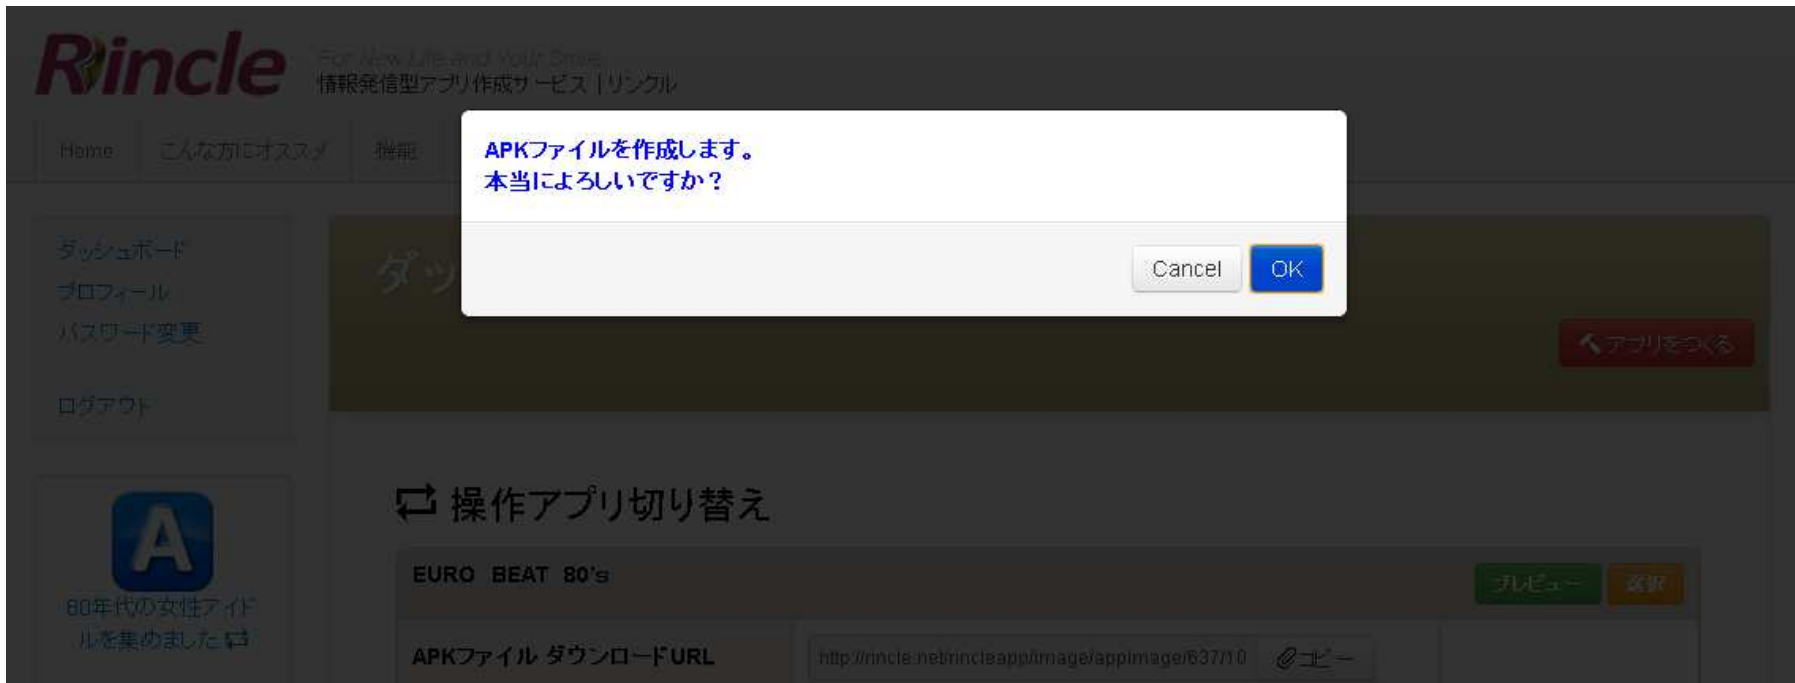 Rincle
For New Life and Your Smile
情報発信型アプリ作成サービス | リンクル
Home
こんな方にオススメ
機能
APKファイルを作成します。
本当によろしいですか？
Cancel
OK
ダッシュボード
プロフィール
パスワード変更
ログアウト
ダッ
アプリをつくる
A
80年代の女性アイド
ルを集めました
操作アプリ切り替え
EURO BEAT 80's
プレビュー
選択
APKファイル ダウンロードURL
http://rincle.net/rincleapp/image/appimage/637/10
コピー